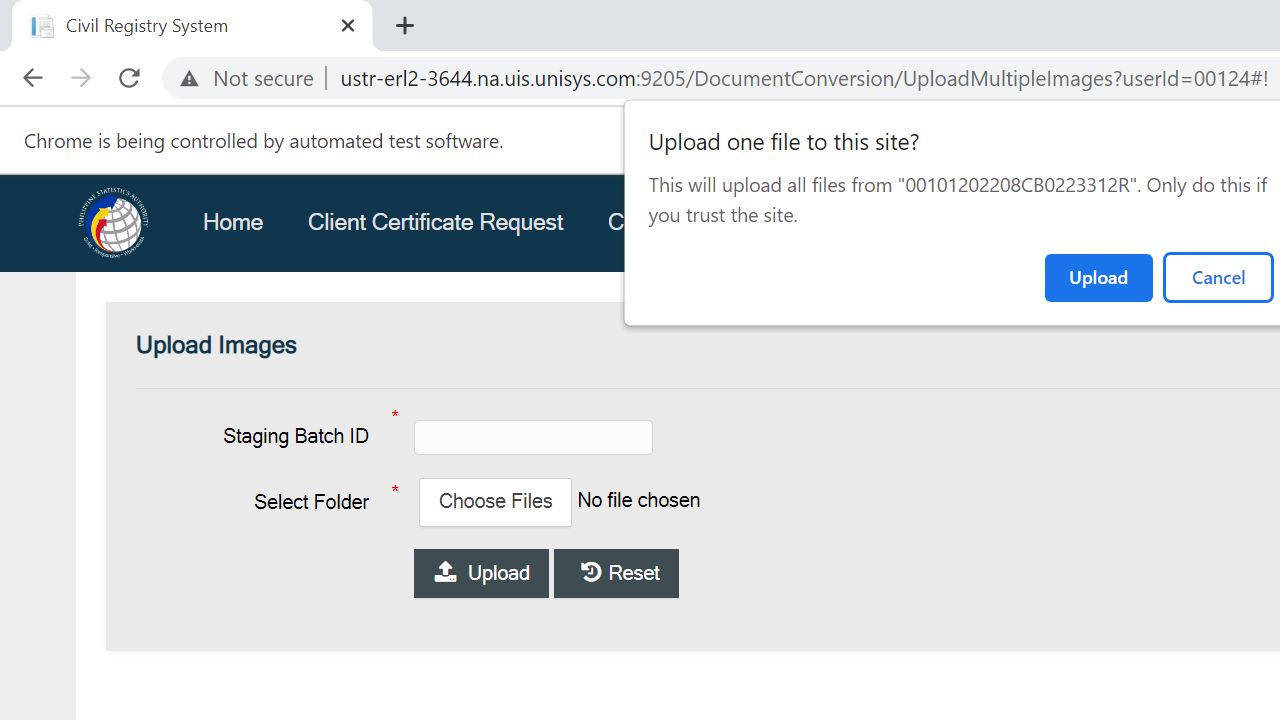 Civil Registry System
Not secure
ustr-erl2-3644.na.uis.unisys.com:9205/DocumentConversion/UploadMultipleImages?userId=00124#!
Chrome is being controlled by automated test software.
Upload one file to this site?
This will upload all files from "00101202208CB0223312R". Only do this if
you trust the site.
Upload
Cancel
PHILIPPINE STATISTICS AUTHORITY
Home
Client Certificate Request
C
Upload Images
Staging Batch ID
*
Select Folder
*
Choose Files
No file chosen
Upload
Reset